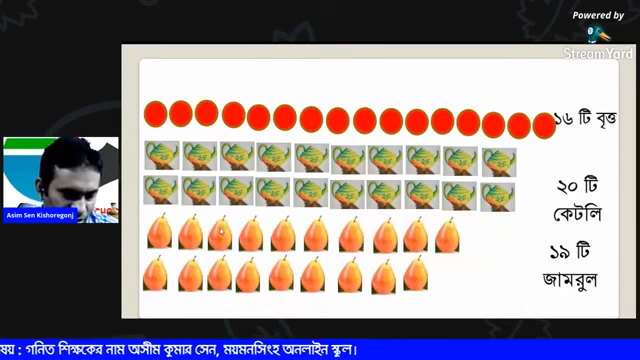 Powered by
StreamYard
১৬ টি বৃত্ত
২০ টি
কেটলি
১৯ টি
জামরুল
Asim Sen Kishoregonj
ষয় : গনিত শিক্ষকের নাম অসীম কুমার সেন, ময়মনসিংহ অনলাইন স্কুল।